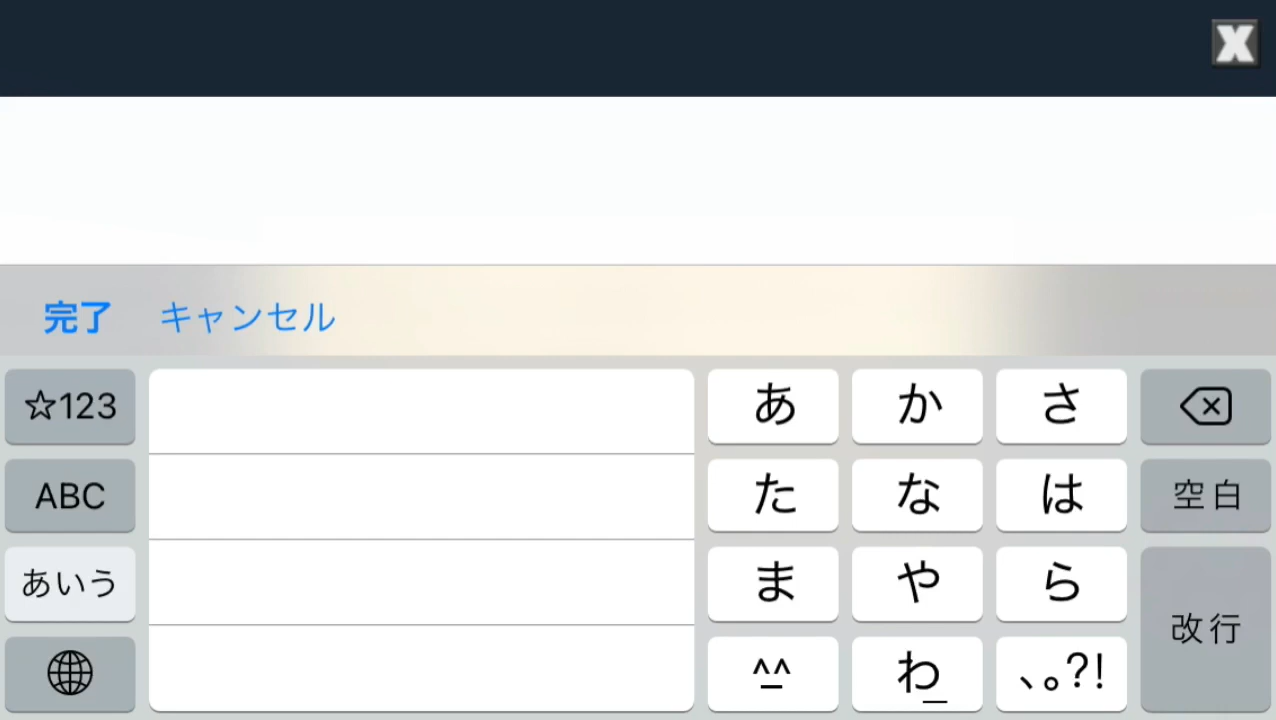 X
完了 キャンセル
☆123 あ か さ
ABC た な は 空白
あいう ま や ら 改行
^_^ わ_ 、。?!